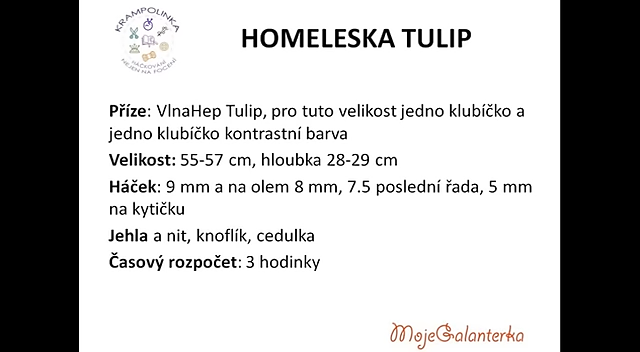 KRAMPOLINKA
HÁČKOVÁNÍ
NEJEN NA FOCENÍ
HOMELESKA TULIP
Příze: VlnaHep Tulip, pro tuto velikost jedno klubíčko a
jedno klubíčko kontrastní barva
Velikost: 55-57 cm, hloubka 28-29 cm
Háček: 9 mm a na olem 8 mm, 7.5 poslední řada, 5 mm
na kytičku
Jehla a nit, knoflík, cedulka
Časový rozpočet: 3 hodinky
MojeGalanterka